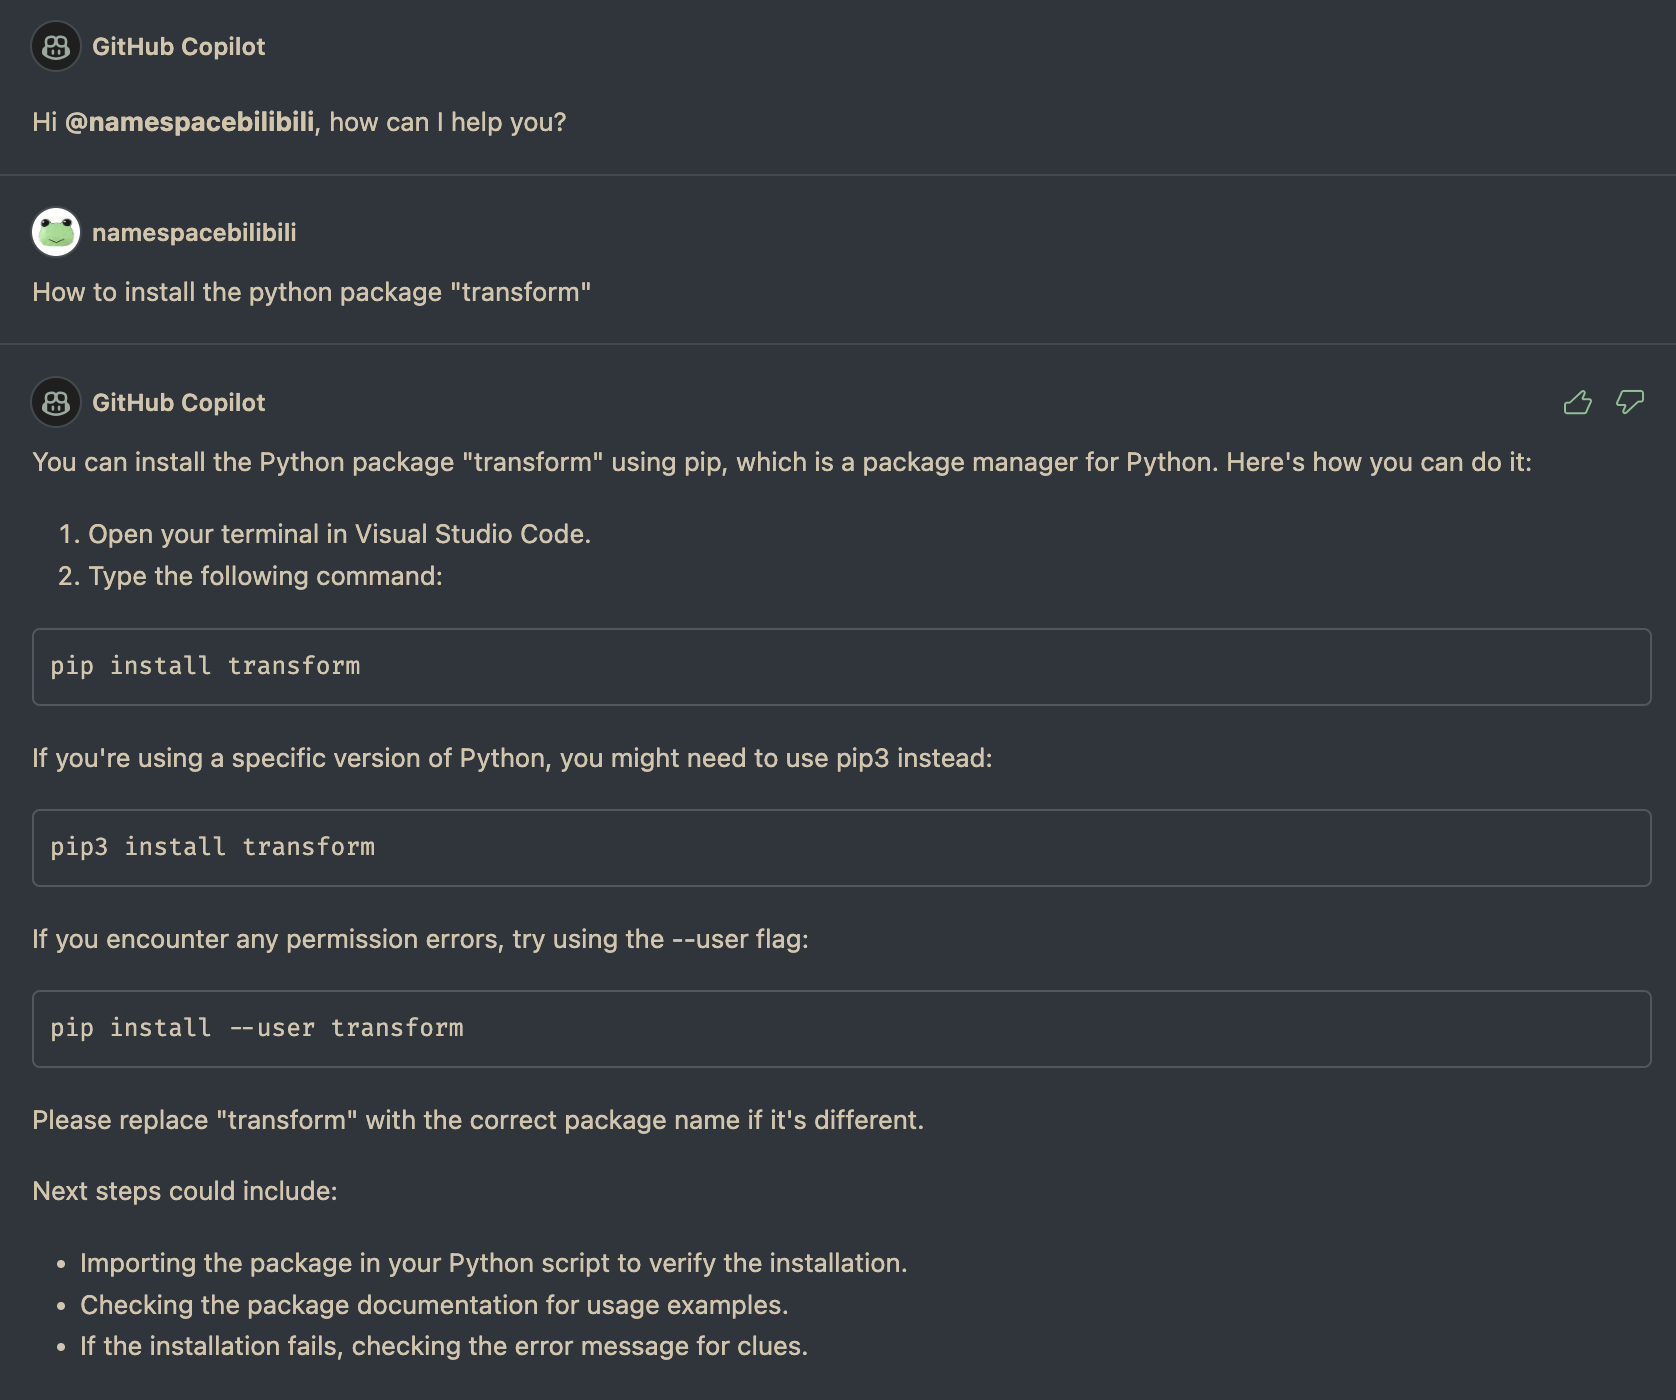 GitHub Copilot
Hi @namespacebilibili, how can I help you?
namespacebilibili
How to install the python package "transform"
GitHub Copilot
You can install the Python package "transform" using pip, which is a package manager for Python. Here's how you can do it:
1. Open your terminal in Visual Studio Code.
2. Type the following command:
pip install transform
If you're using a specific version of Python, you might need to use pip3 instead:
pip3 install transform
If you encounter any permission errors, try using the --user flag:
pip install --user transform
Please replace "transform" with the correct package name if it's different.
Next steps could include:
• Importing the package in your Python script to verify the installation.
• Checking the package documentation for usage examples.
• If the installation fails, checking the error message for clues.